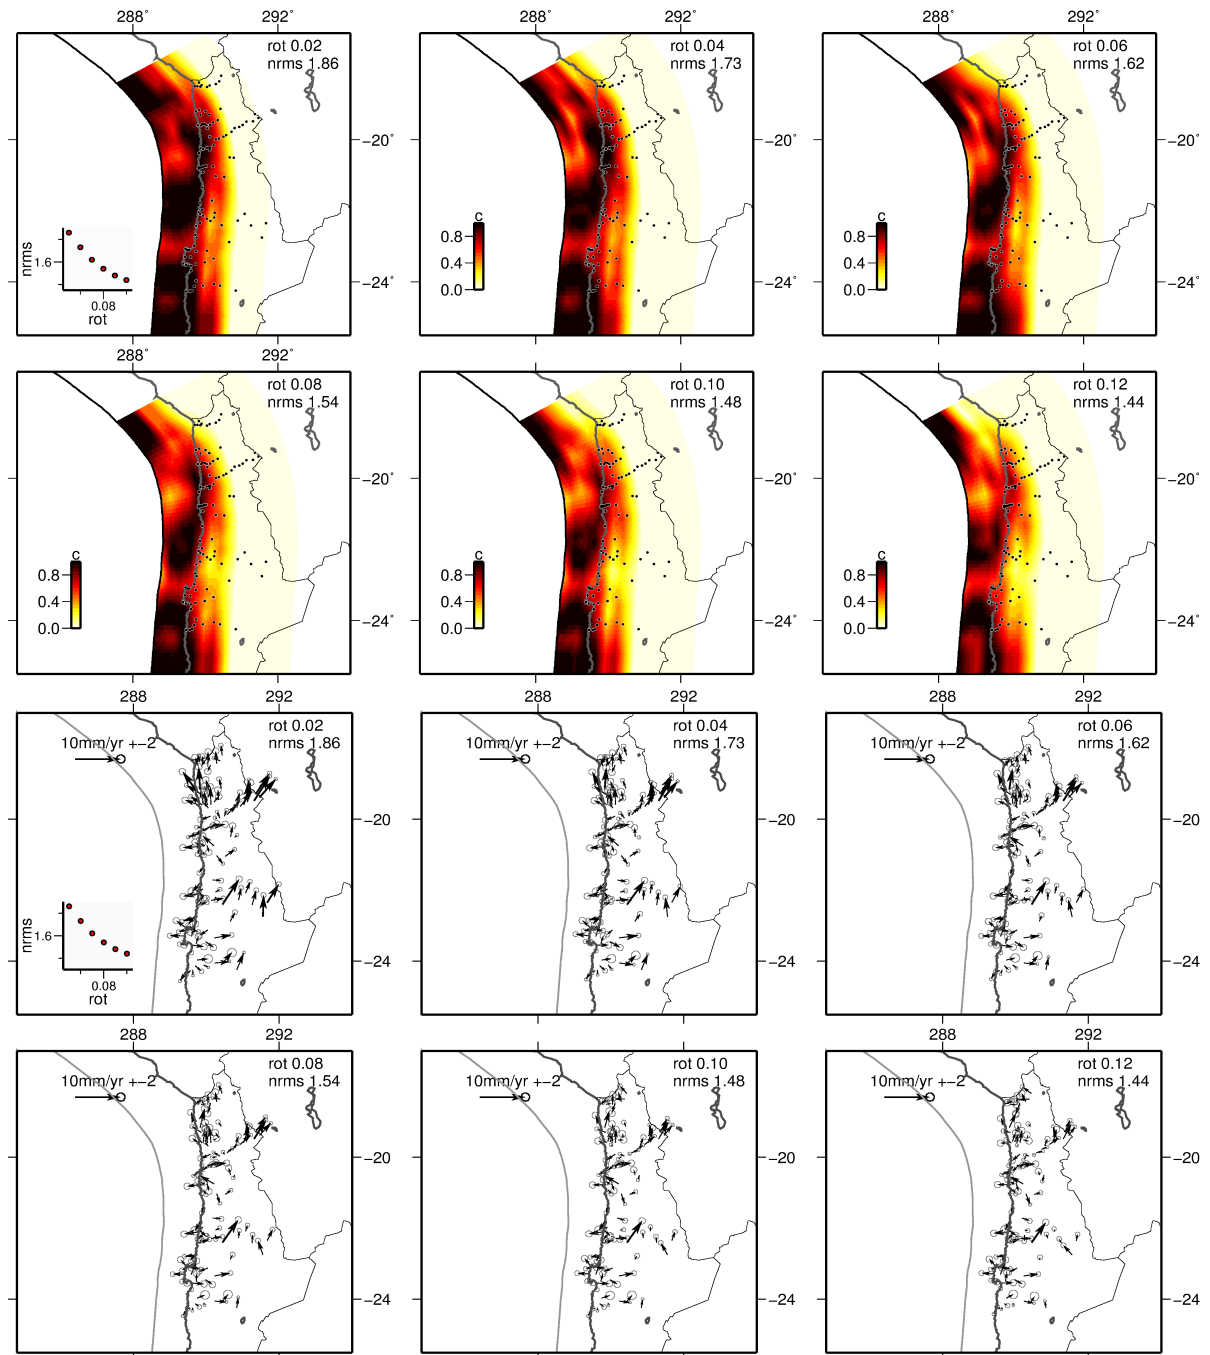 288° 292° 288° 292° 288° 292°
rot 0.02
nrms 1.86
nrms
1.6
0.08
rot
rot 0.04
nrms 1.73
c
0.8
0.4
0.0
rot 0.06
nrms 1.62
c
0.8
0.4
0.0
−20°
−24°
−20°
−24°
−20°
−24°
288° 292°
rot 0.08
nrms 1.54
c
0.8
0.4
0.0
rot 0.10
nrms 1.48
c
0.8
0.4
0.0
rot 0.12
nrms 1.44
c
0.8
0.4
0.0
−20°
−24°
−20°
−24°
−20°
−24°
288 292 288 292 288 292
rot 0.02
nrms 1.86
10mm/yr +−2
nrms
1.6
0.08
rot
rot 0.04
nrms 1.73
10mm/yr +−2
rot 0.06
nrms 1.62
10mm/yr +−2
−20
−24
−20
−24
−20
−24
288 292 288 292 288 292
rot 0.08
nrms 1.54
10mm/yr +−2
rot 0.10
nrms 1.48
10mm/yr +−2
rot 0.12
nrms 1.44
10mm/yr +−2
−20
−24
−20
−24
−20
−24